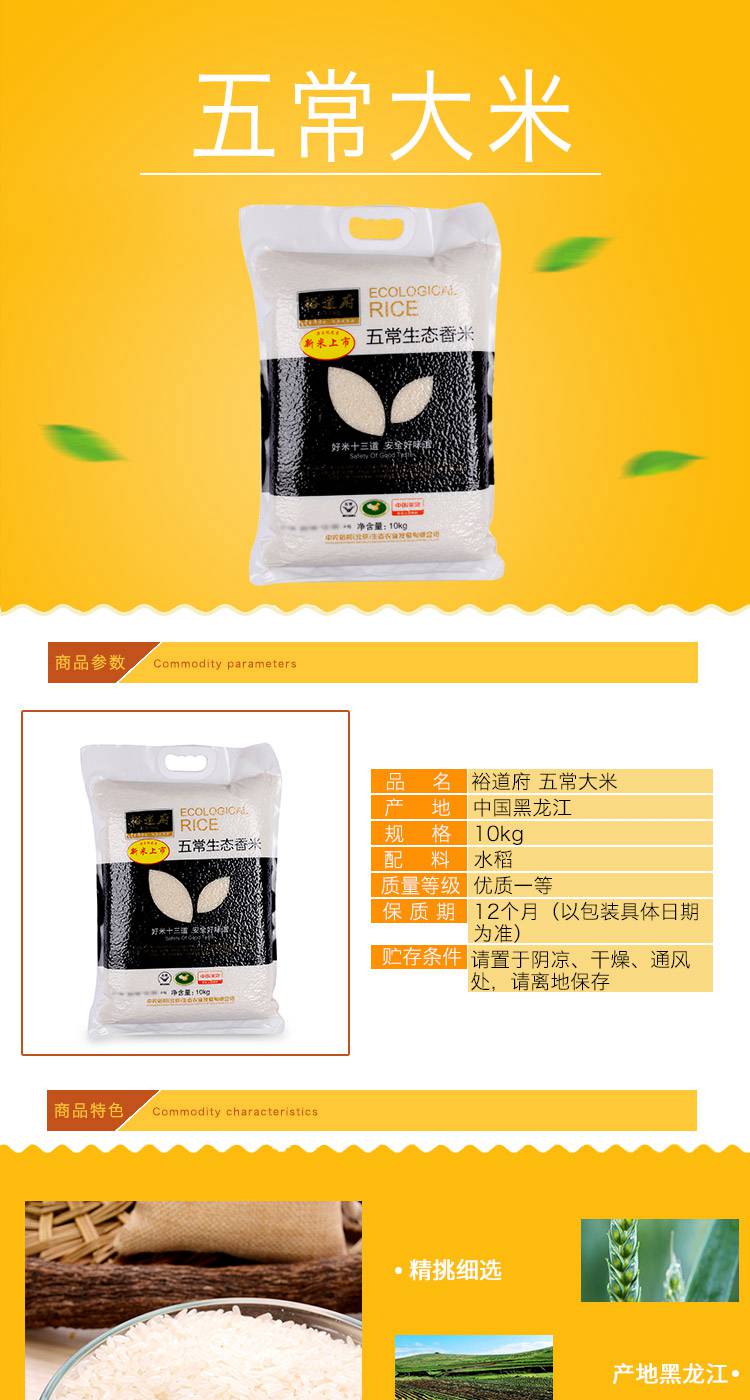 五常大米
裕道府
ECOLOGICAL
RICE
新米上市
五常生态香米
好米十三道 安全好味道
Safety Of Good Taste
中国家袋
净含量:10kg
商品参数
Commodity parameters
裕道府
ECOLOGICAL
RICE
新米上市
五常生态香米
好米十三道 安全好味道
Safety Of Good Taste
净含量:10kg
品 名 裕道府 五常大米
产 地 中国黑龙江
规 格 10kg
配 料 水稻
质量等级 优质一等
保 质 期 12个月（以包装具体日期
为准）
贮存条件 请置于阴凉、干燥、通风
处，请离地保存
商品特色
Commodity characteristics
• 精挑细选
产地黑龙江 •